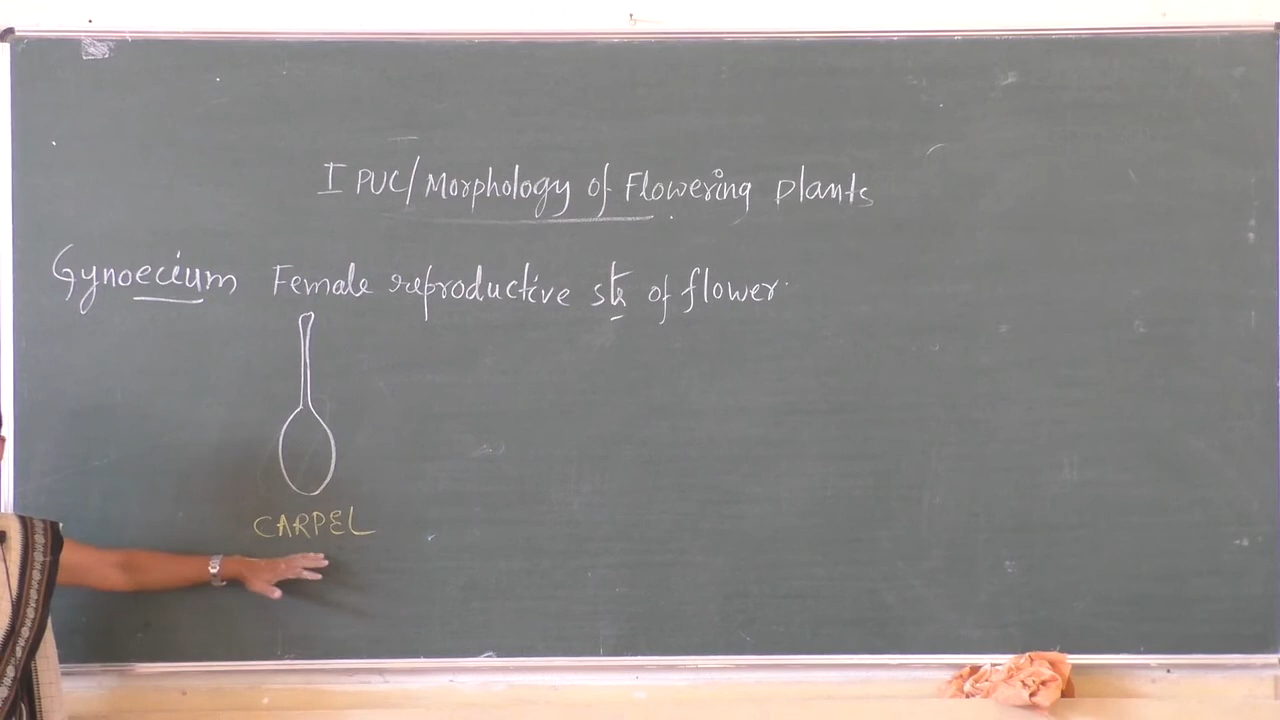 I PUC/Morphology of Flowering plants
Gynoecium Female reproductive str of flower.
CARPEL